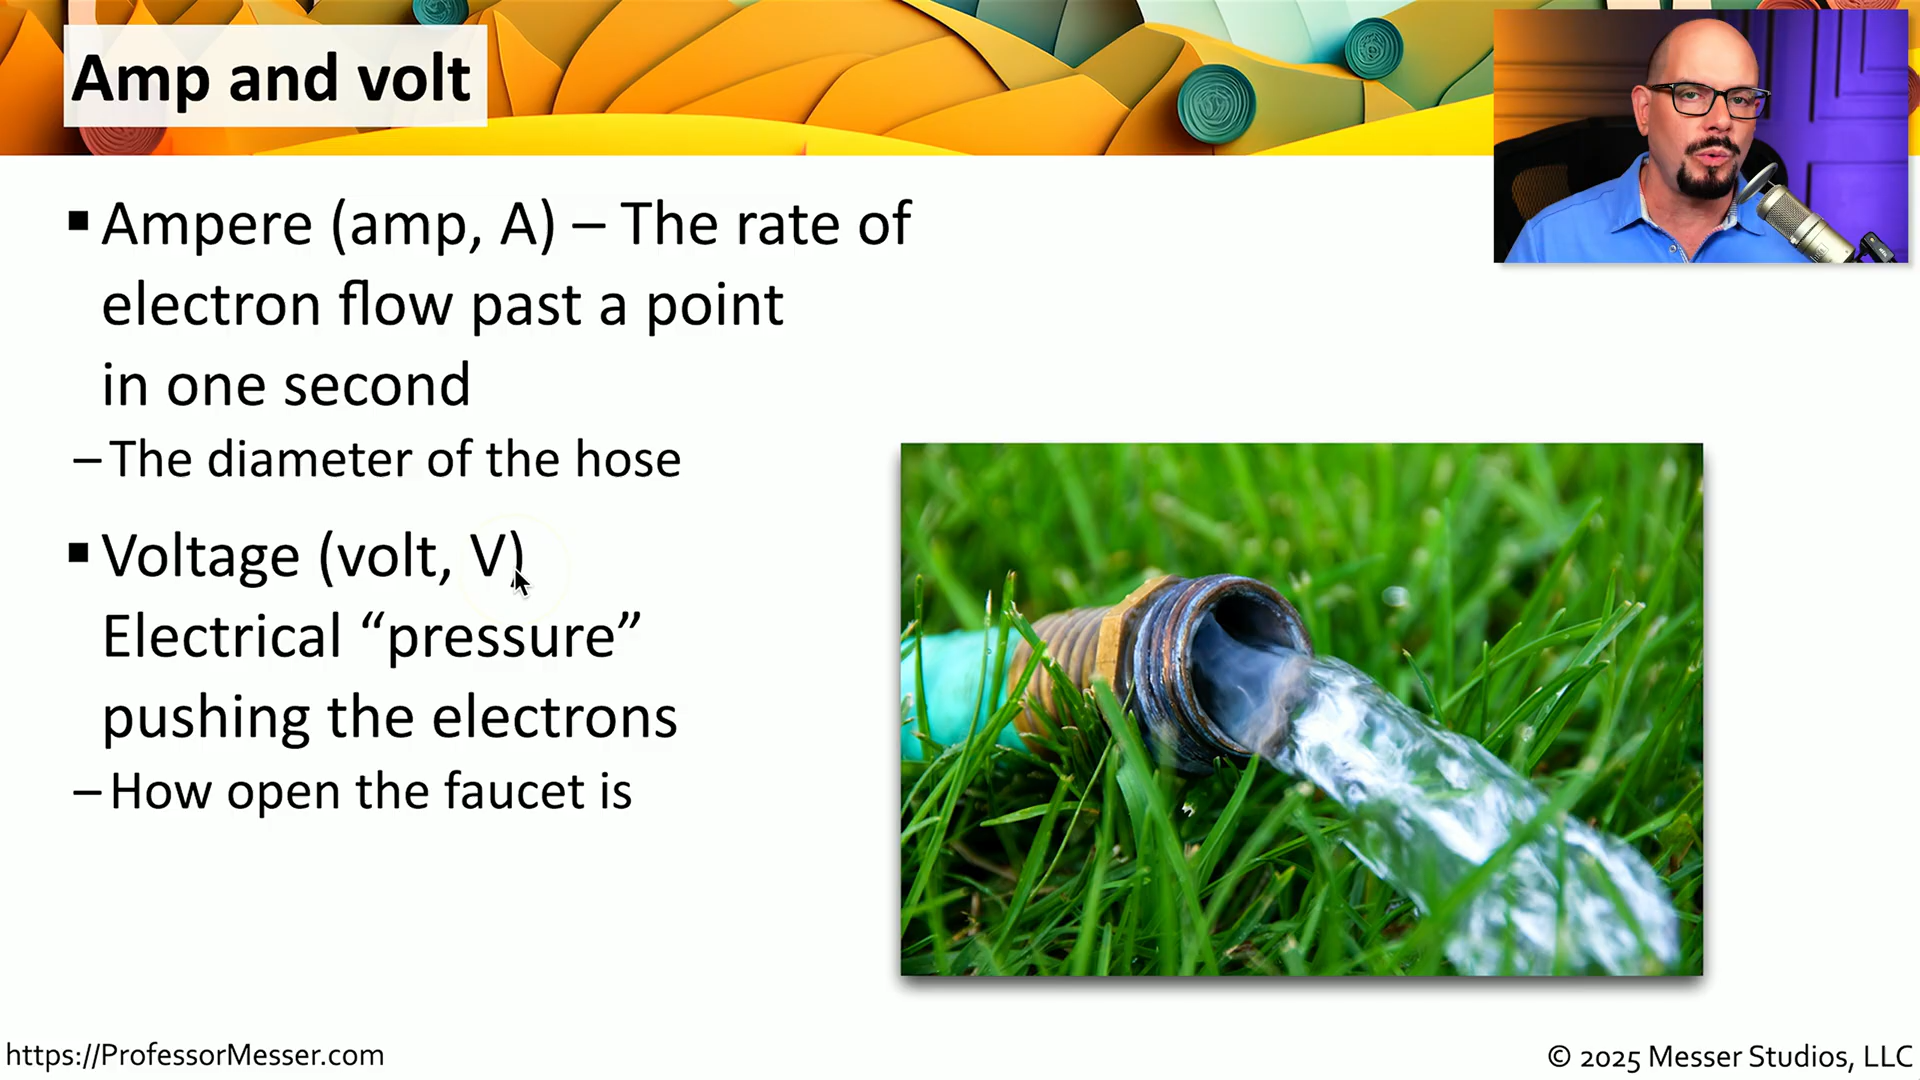 Amp and volt
▪ Ampere (amp, A) – The rate of
electron flow past a point
in one second
– The diameter of the hose
▪ Voltage (volt, V)
Electrical “pressure”
pushing the electrons
– How open the faucet is
https://ProfessorMesser.com
© 2025 Messer Studios, LLC